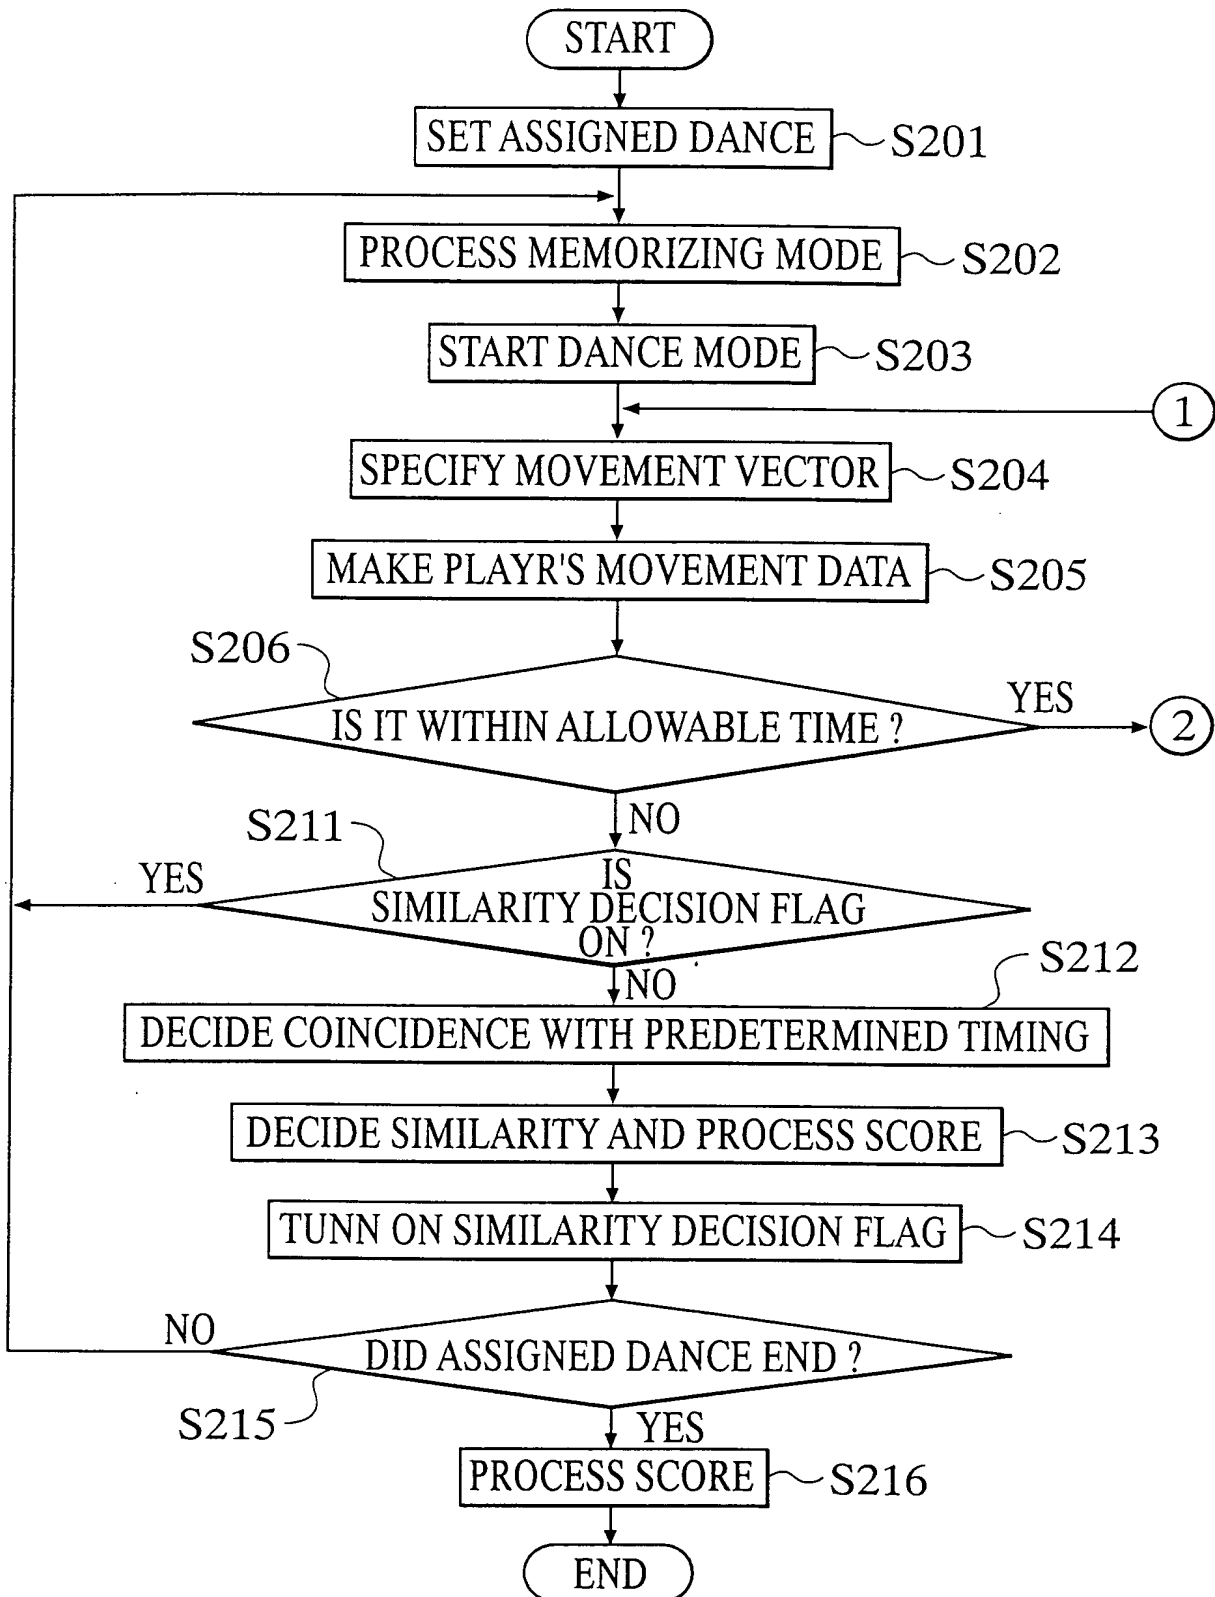 START
SET ASSIGNED DANCE
S201
PROCESS MEMORIZING MODE
S202
START DANCE MODE
S203
1
SPECIFY MOVEMENT VECTOR
S204
MAKE PLAYR'S MOVEMENT DATA
S205
S206
IS IT WITHIN ALLOWABLE TIME ?
YES
2
NO
S211
YES
IS
SIMILARITY DECISION FLAG
ON ?
NO
S212
DECIDE COINCIDENCE WITH PREDETERMINED TIMING
DECIDE SIMILARITY AND PROCESS SCORE
S213
TUNN ON SIMILARITY DECISION FLAG
S214
NO
DID ASSIGNED DANCE END ?
S215
YES
PROCESS SCORE
S216
END